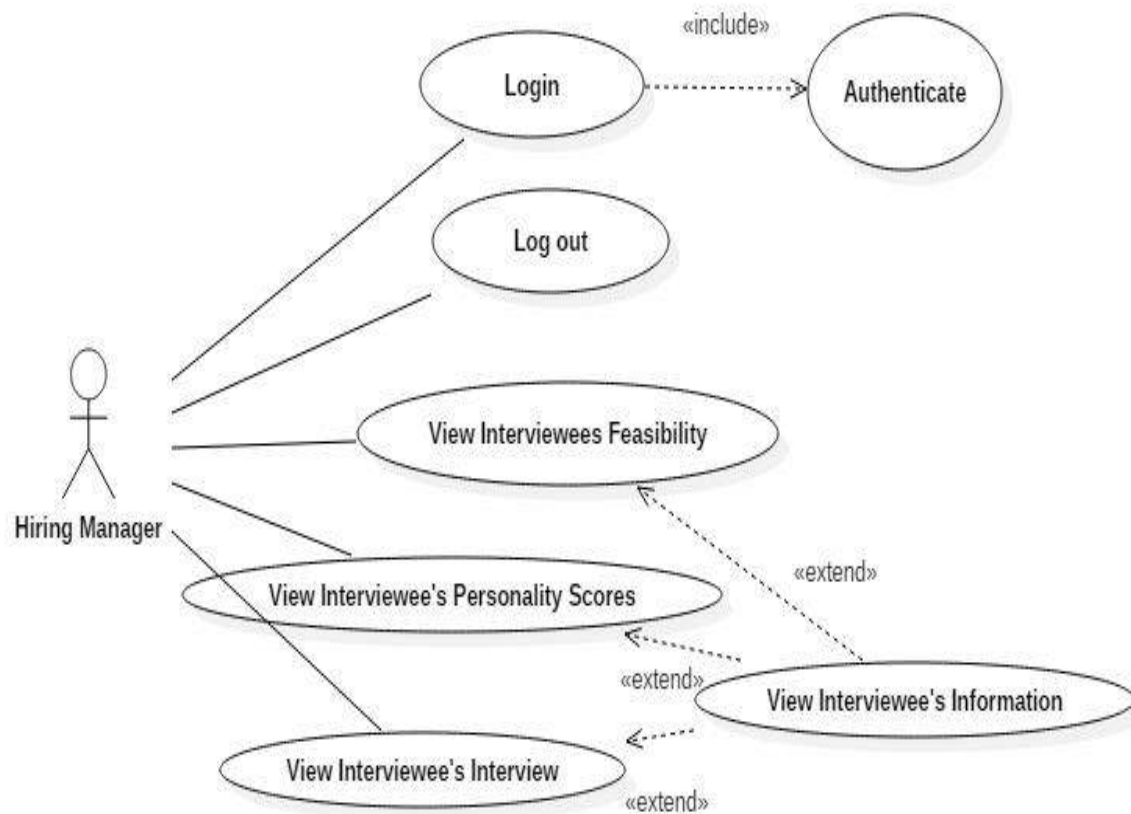 «include»
Login
Authenticate
Log out
View Interviewees Feasibility
Hiring Manager
«extend»
View Interviewee's Personality Scores
«extend»
View Interviewee's Information
View Interviewee's Interview
«extend»